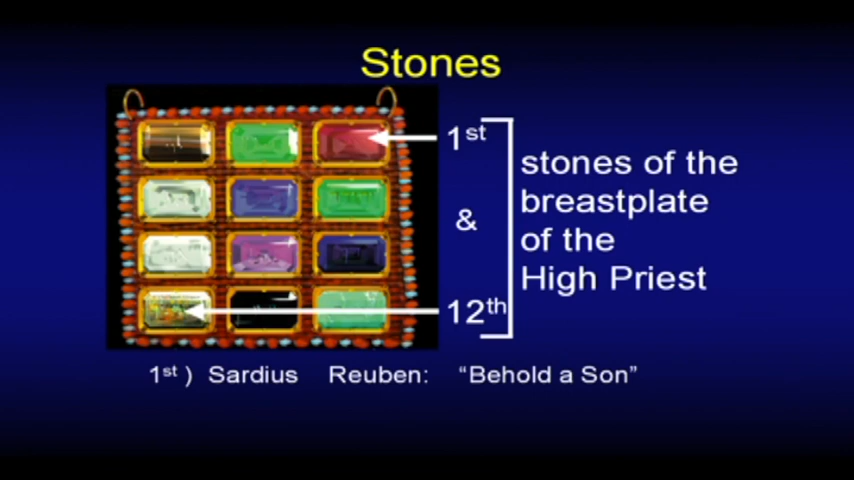 Stones
1st
&
12th
stones of the
breastplate
of the
High Priest
1st ) Sardius Reuben: “Behold a Son”